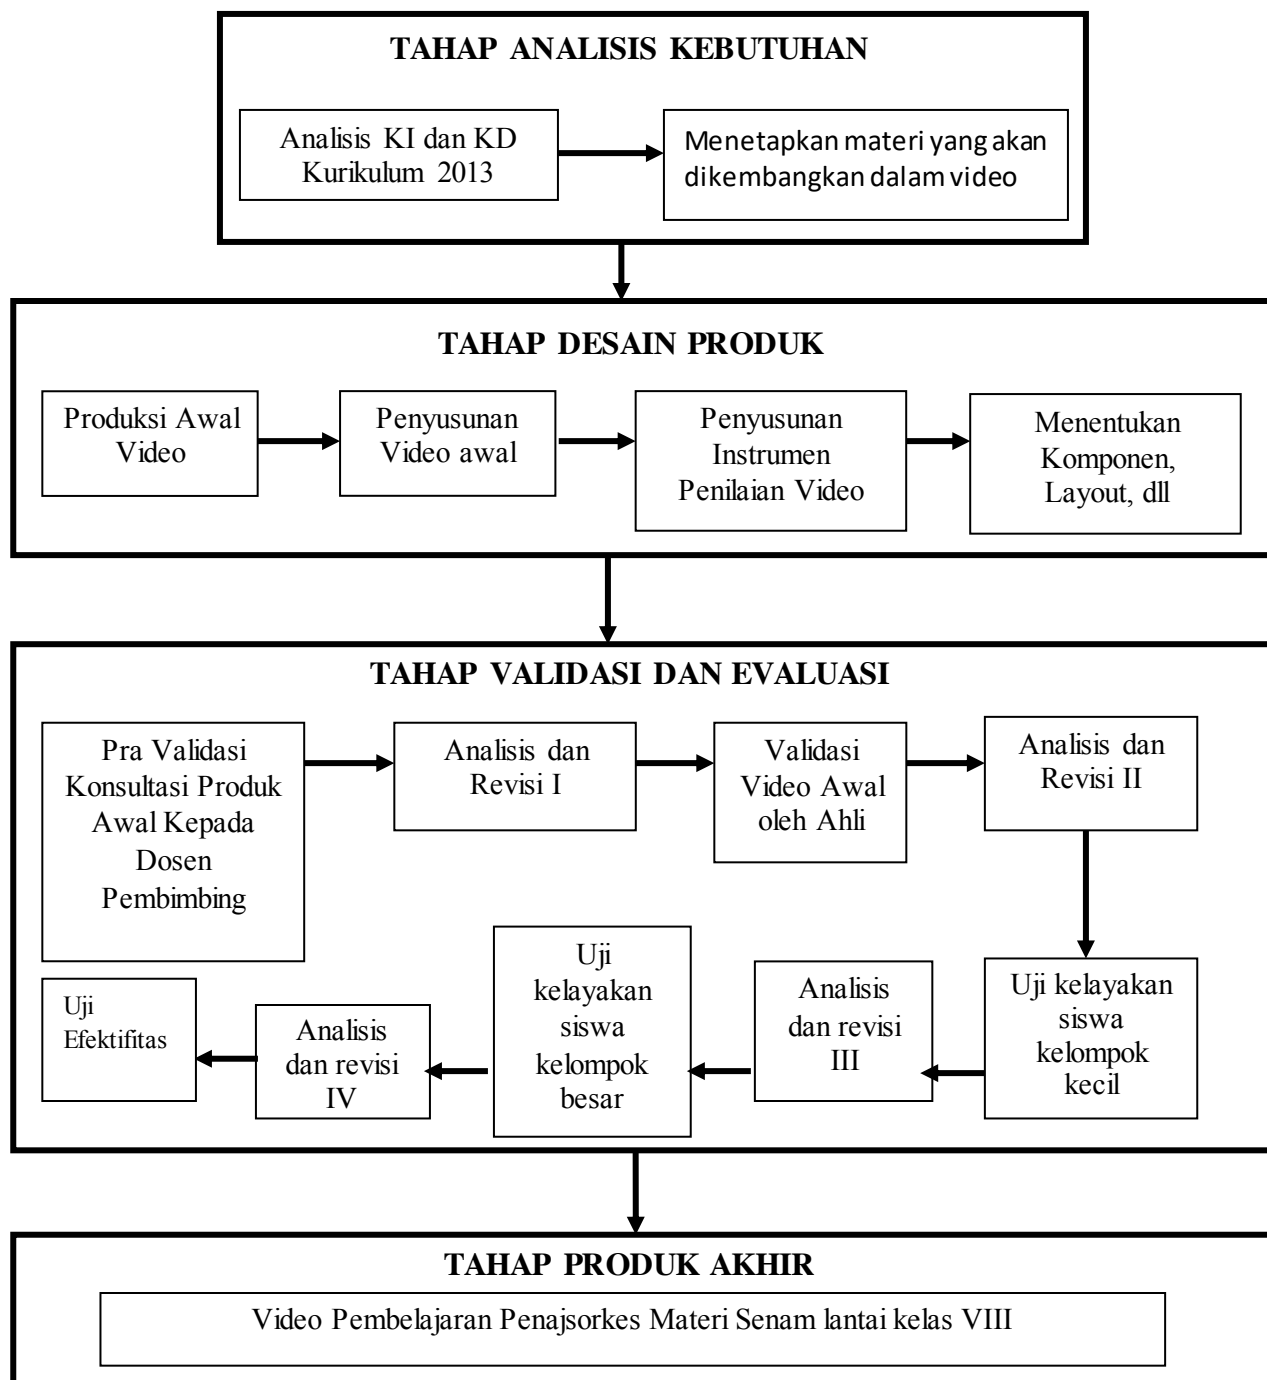 TAHAP ANALISIS KEBUTUHAN
Analisis KI dan KD
Kurikulum 2013
Menetapkan materi yang akan
dikembangkan dalam video
TAHAP DESAIN PRODUK
Produksi Awal
Video
Penyusunan
Video awal
Penyusunan
Instrumen
Penilaian Video
Menentukan
Komponen,
Layout, dll
TAHAP VALIDASI DAN EVALUASI
Pra Validasi
Konsultasi Produk
Awal Kepada
Dosen
Pembimbing
Analisis dan
Revisi I
Validasi
Video Awal
oleh Ahli
Analisis dan
Revisi II
Uji kelayakan
siswa
kelompok
kecil
Analisis
dan revisi
III
Uji
kelayakan
siswa
kelompok
besar
Analisis
dan revisi
IV
Uji
Efektifitas
TAHAP PRODUK AKHIR
Video Pembelajaran Penajsorkes Materi Senam lantai kelas VIII